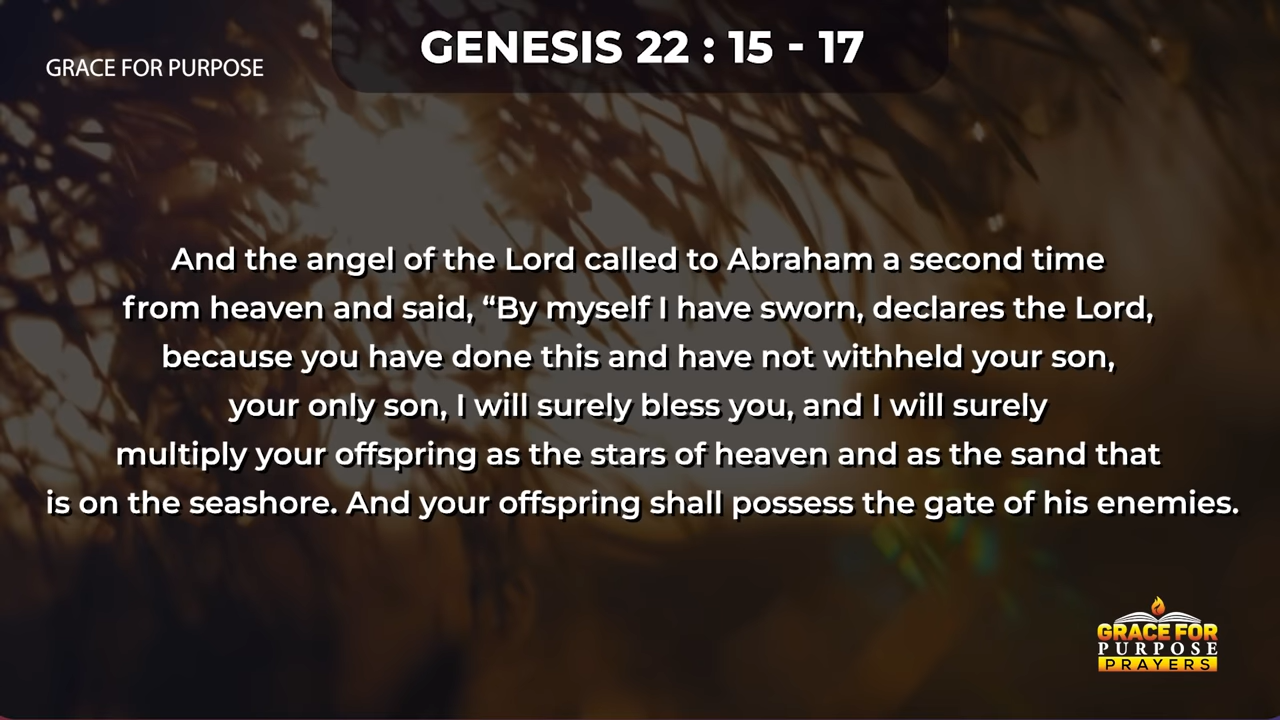 GENESIS 22 : 15 - 17
GRACE FOR PURPOSE
And the angel of the Lord called to Abraham a second time
from heaven and said, “By myself I have sworn, declares the Lord,
because you have done this and have not withheld your son,
your only son, I will surely bless you, and I will surely
multiply your offspring as the stars of heaven and as the sand that
is on the seashore. And your offspring shall possess the gate of his enemies.
GRACE FOR
PURPOSE
PRAYERS